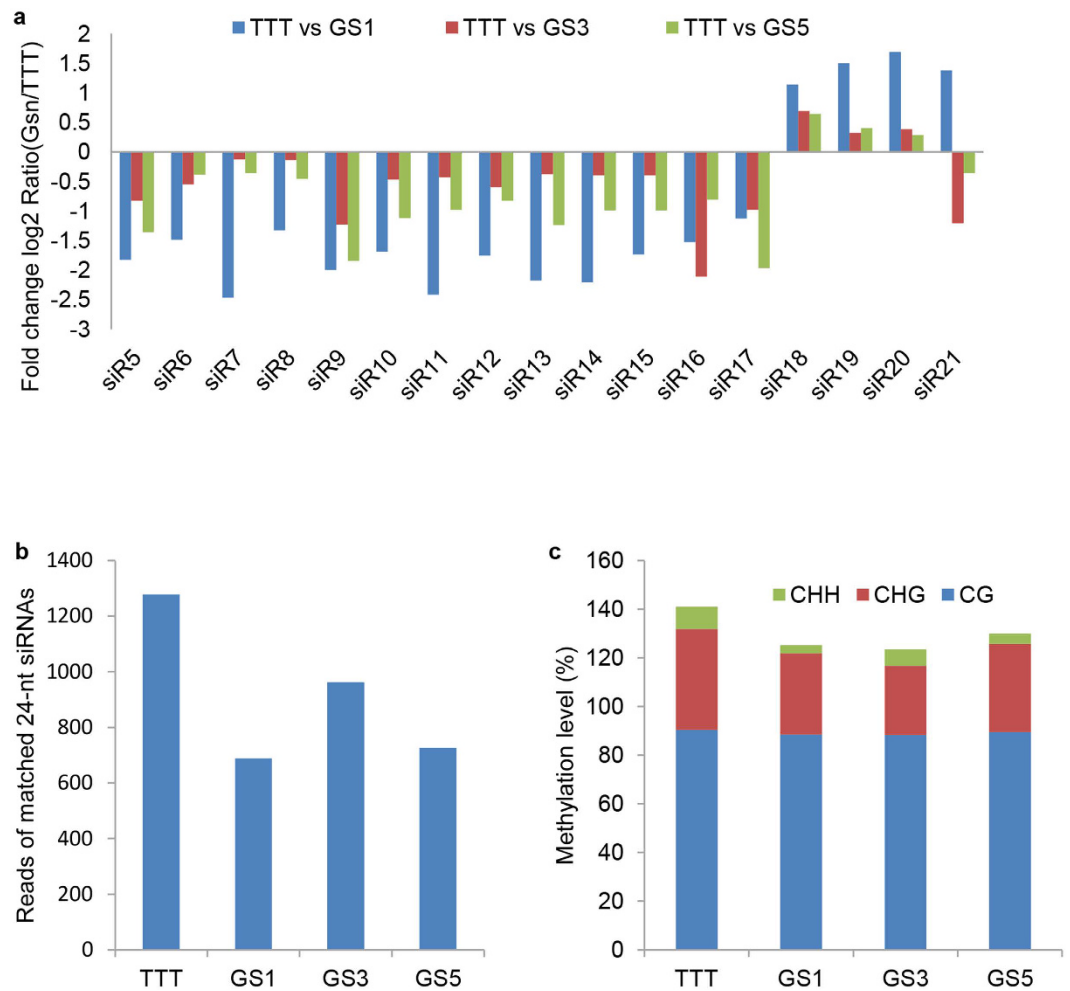 a
TTT vs GS1
TTT vs GS3
TTT vs GS5
Fold change log2 Ratio(Gsn/TTT)
2
1.5
1
0.5
0
-0.5
-1
-1.5
-2
-2.5
-3
siR5
siR6
siR7
siR8
siR9
siR10
siR11
siR12
siR13
siR14
siR15
siR16
siR17
siR18
siR19
siR20
siR21
b
Reads of matched 24-nt siRNAs
1400
1200
1000
800
600
400
200
0
TTT
GS1
GS3
GS5
c
CHH
CHG
CG
Methylation level (%)
160
140
120
100
80
60
40
20
0
TTT
GS1
GS3
GS5